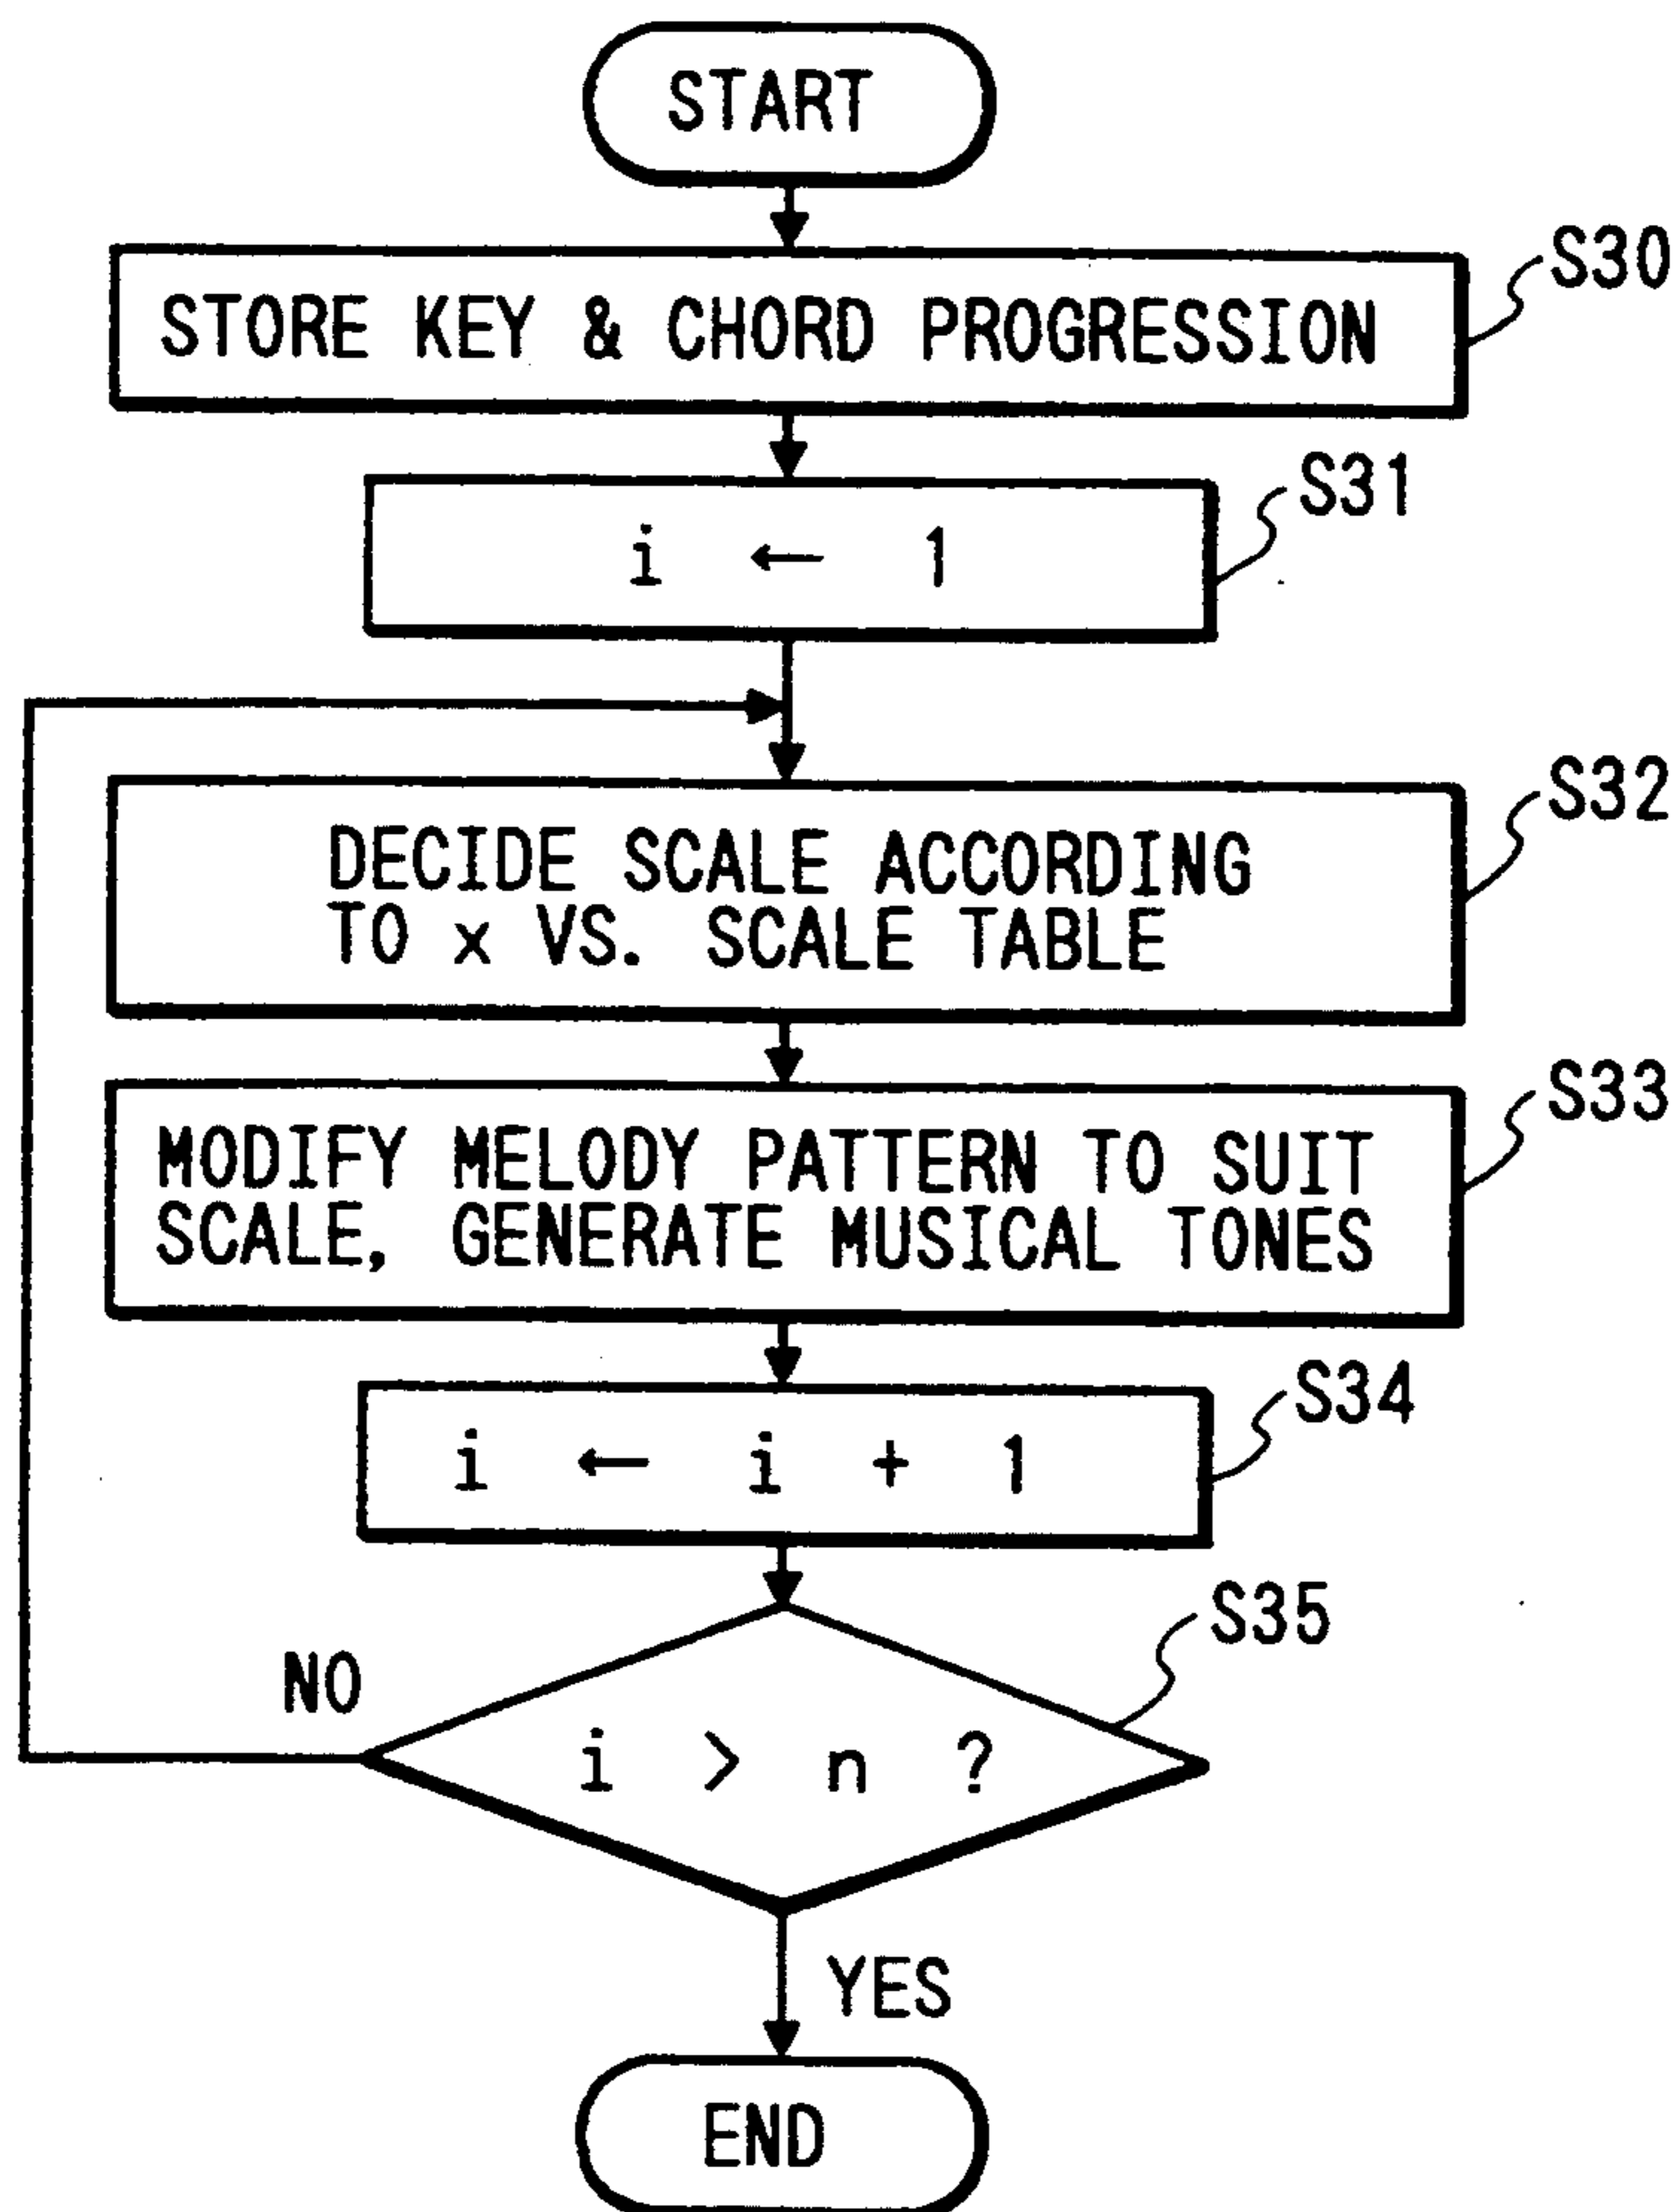 START
S30
STORE KEY & CHORD PROGRESSION
S31
i ← 1
S32
DECIDE SCALE ACCORDING
TO x VS. SCALE TABLE
S33
MODIFY MELODY PATTERN TO SUIT
SCALE, GENERATE MUSICAL TONES
S34
i ← i + 1
S35
NO
i > n ?
YES
END